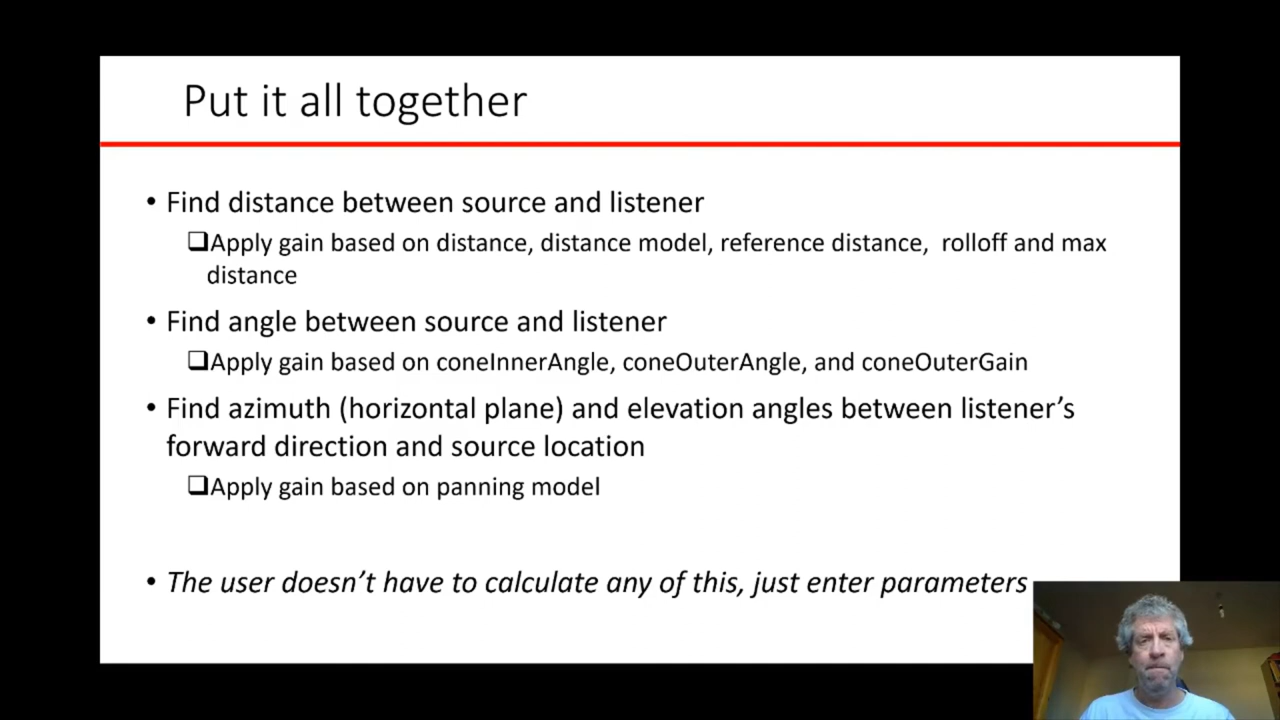 Put it all together
• Find distance between source and listener
❑Apply gain based on distance, distance model, reference distance,  rolloff and max
distance
• Find angle between source and listener
❑Apply gain based on coneInnerAngle, coneOuterAngle, and coneOuterGain
• Find azimuth (horizontal plane) and elevation angles between listener’s
forward direction and source location
❑Apply gain based on panning model
• The user doesn’t have to calculate any of this, just enter parameters